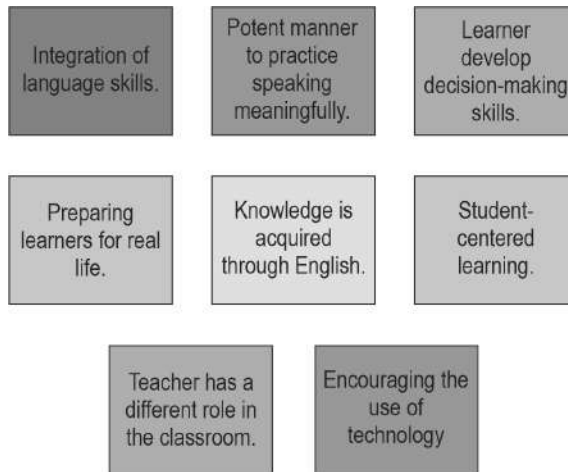 Integration of
language skills.
Potent manner
to practice
speaking
meaningfully.
Learner
develop
decision-making
skills.
Preparing
learners for real
life.
Knowledge is
acquired
through English.
Student-
centered
learning.
Teacher has a
different role in
the classroom.
Encouraging the
use of
technology